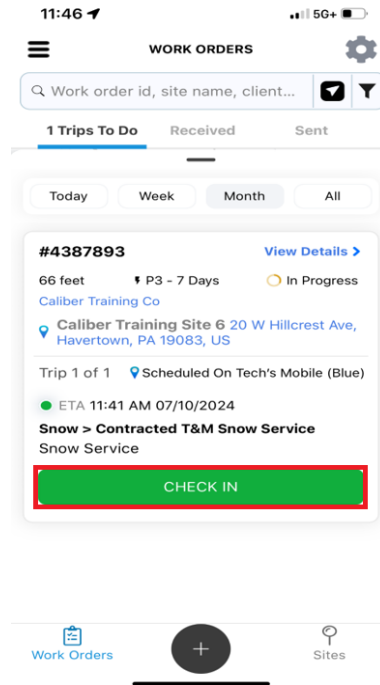 11:46 5G+
WORK ORDERS
Work order id, site name, client...
1 Trips To Do Received Sent
Today Week Month All
#4387893 View Details >
66 feet P3 - 7 Days In Progress
Caliber Training Co
Caliber Training Site 6 20 W Hillcrest Ave,
Havertown, PA 19083, US
Trip 1 of 1 Scheduled On Tech's Mobile (Blue)
ETA 11:41 AM 07/10/2024
Snow > Contracted T&M Snow Service
Snow Service
CHECK IN
+
Work Orders Sites